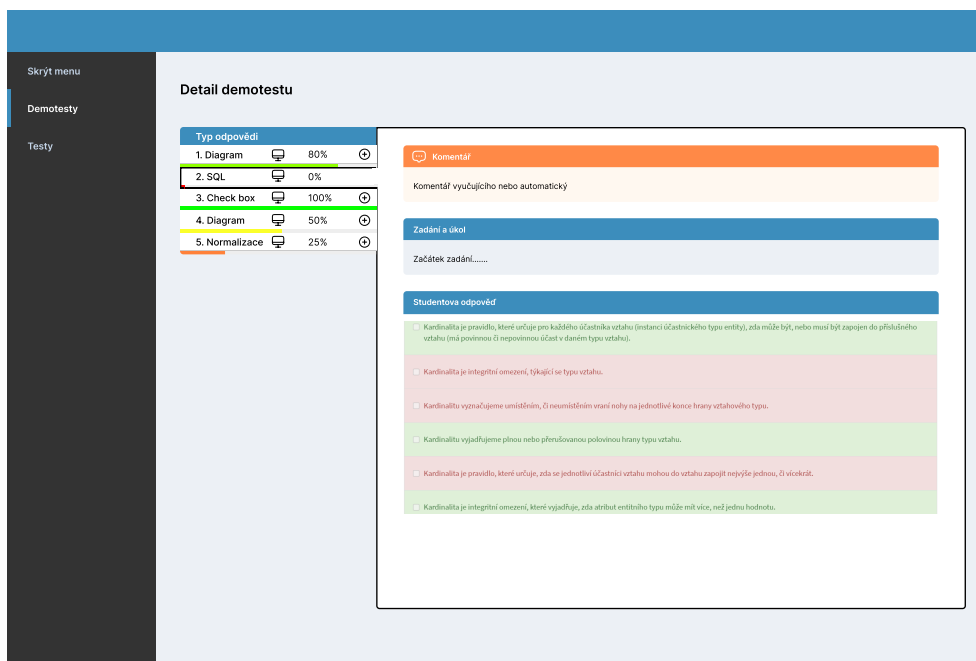 Skrýt menu
Demotesty
Testy
Detail demotestu
Typ odpovědi
1. Diagram 80%
2. SQL 0%
3. Check box 100%
4. Diagram 50%
5. Normalizace 25%
Komentář
Komentář vyučujícího nebo automatický
Zadání a úkol
Začátek zadání.......
Studentova odpověď
Kardinalita je pravidlo, které určuje pro každého účastníka vztahu (instanci účastnického typu entity), zda může být, nebo musí být zapojen do příslušného
vztahu (má povinnou či nepovinnou účast v daném typu vztahu).
Kardinalita je integritní omezení, týkající se typu vztahu.
Kardinalitu vyznačujeme umístěním, či neumístěním vraní nohy na jednotlivé konce hrany vztahového typu.
Kardinalitu vyjadřujeme plnou nebo přerušovanou polovinou hrany typu vztahu.
Kardinalita je pravidlo, které určuje, zda se jednotliví účastníci vztahu mohou do vztahu zapojit nejvýše jednou, či vícekrát.
Kardinalita je integritní omezení, které vyjadřuje, zda atribut entitního typu může mít více, než jednu hodnotu.